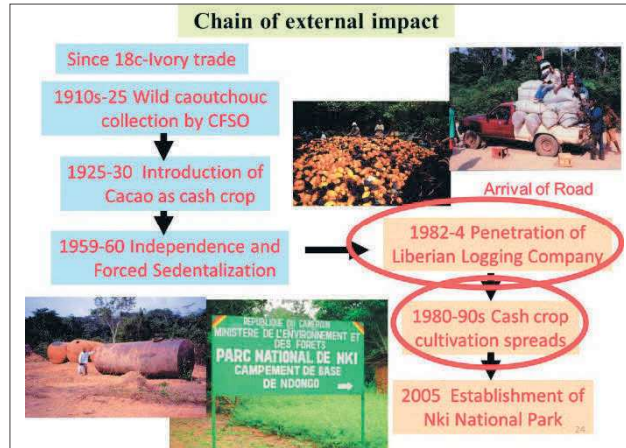 Chain of external impact
Since 18c-Ivory trade
1910s-25 Wild caoutchouc
collection by CFSO
1925-30 Introduction of
Cacao as cash crop
1959-60 Independence and
Forced Sedentalization
Arrival of Road
1982-4 Penetration of
Liberian Logging Company
1980-90s Cash crop
cultivation spreads
2005 Establishment of
Nki National Park
REPUBLIQUE DU CAMEROUN
MINISTERE DE L'ENVIRONNEMENT ET
DES FORETS
PARC NATIONAL DE NKI
CAMPEMENT DE BASE
DE NDONGO
24